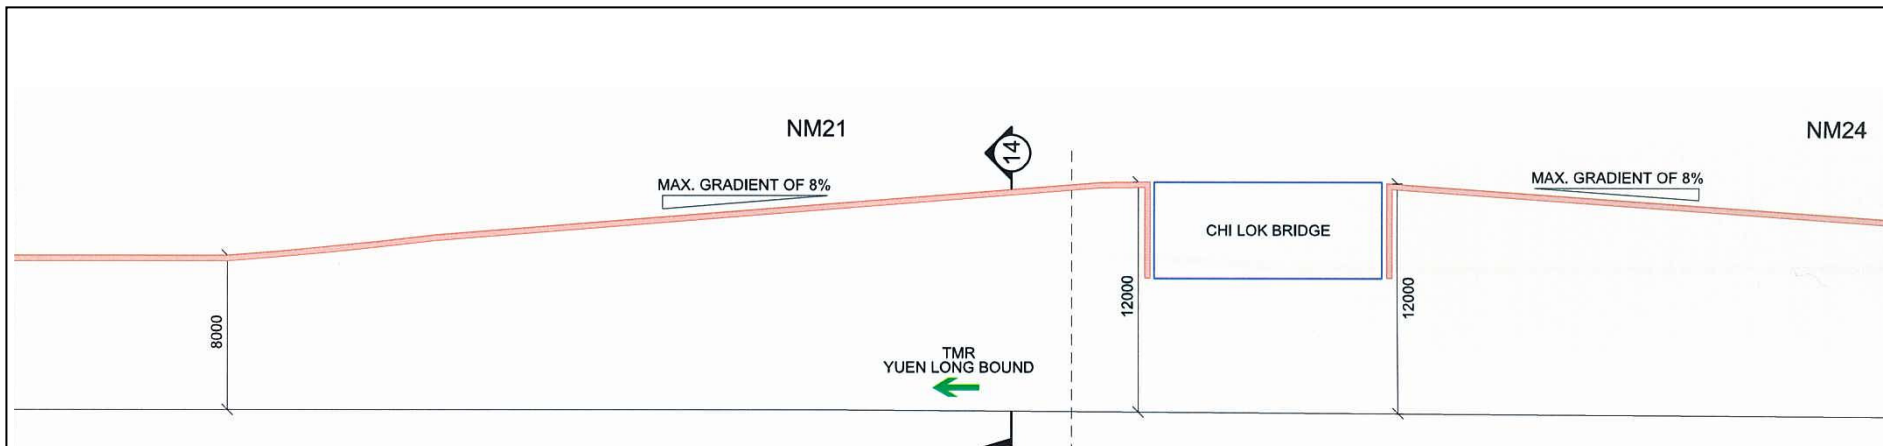 NM21
NM24
14
MAX. GRADIENT OF 8%
MAX. GRADIENT OF 8%
CHI LOK BRIDGE
8000
12000
12000
TMR
YUEN LONG BOUND